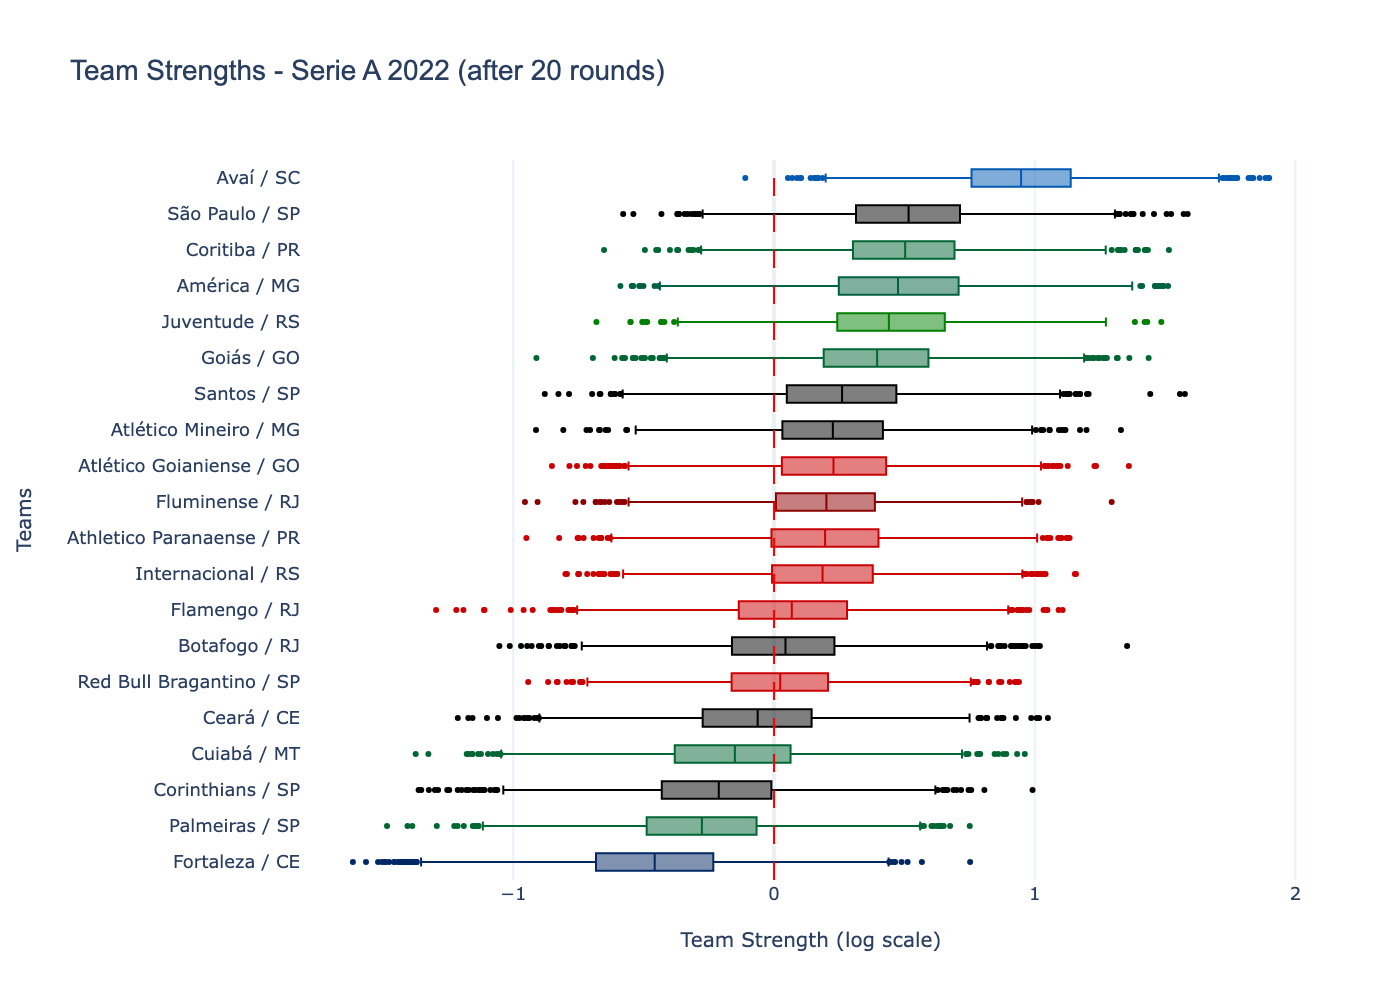 Team Strengths - Serie A 2022 (after 20 rounds)
Avaí / SC
São Paulo / SP
Coritiba / PR
América / MG
Juventude / RS
Goiás / GO
Santos / SP
Atlético Mineiro / MG
Atlético Goianiense / GO
Fluminense / RJ
Athletico Paranaense / PR
Internacional / RS
Flamengo / RJ
Botafogo / RJ
Red Bull Bragantino / SP
Ceará / CE
Cuiabá / MT
Corinthians / SP
Palmeiras / SP
Fortaleza / CE
Teams
−1 0 1 2
Team Strength (log scale)